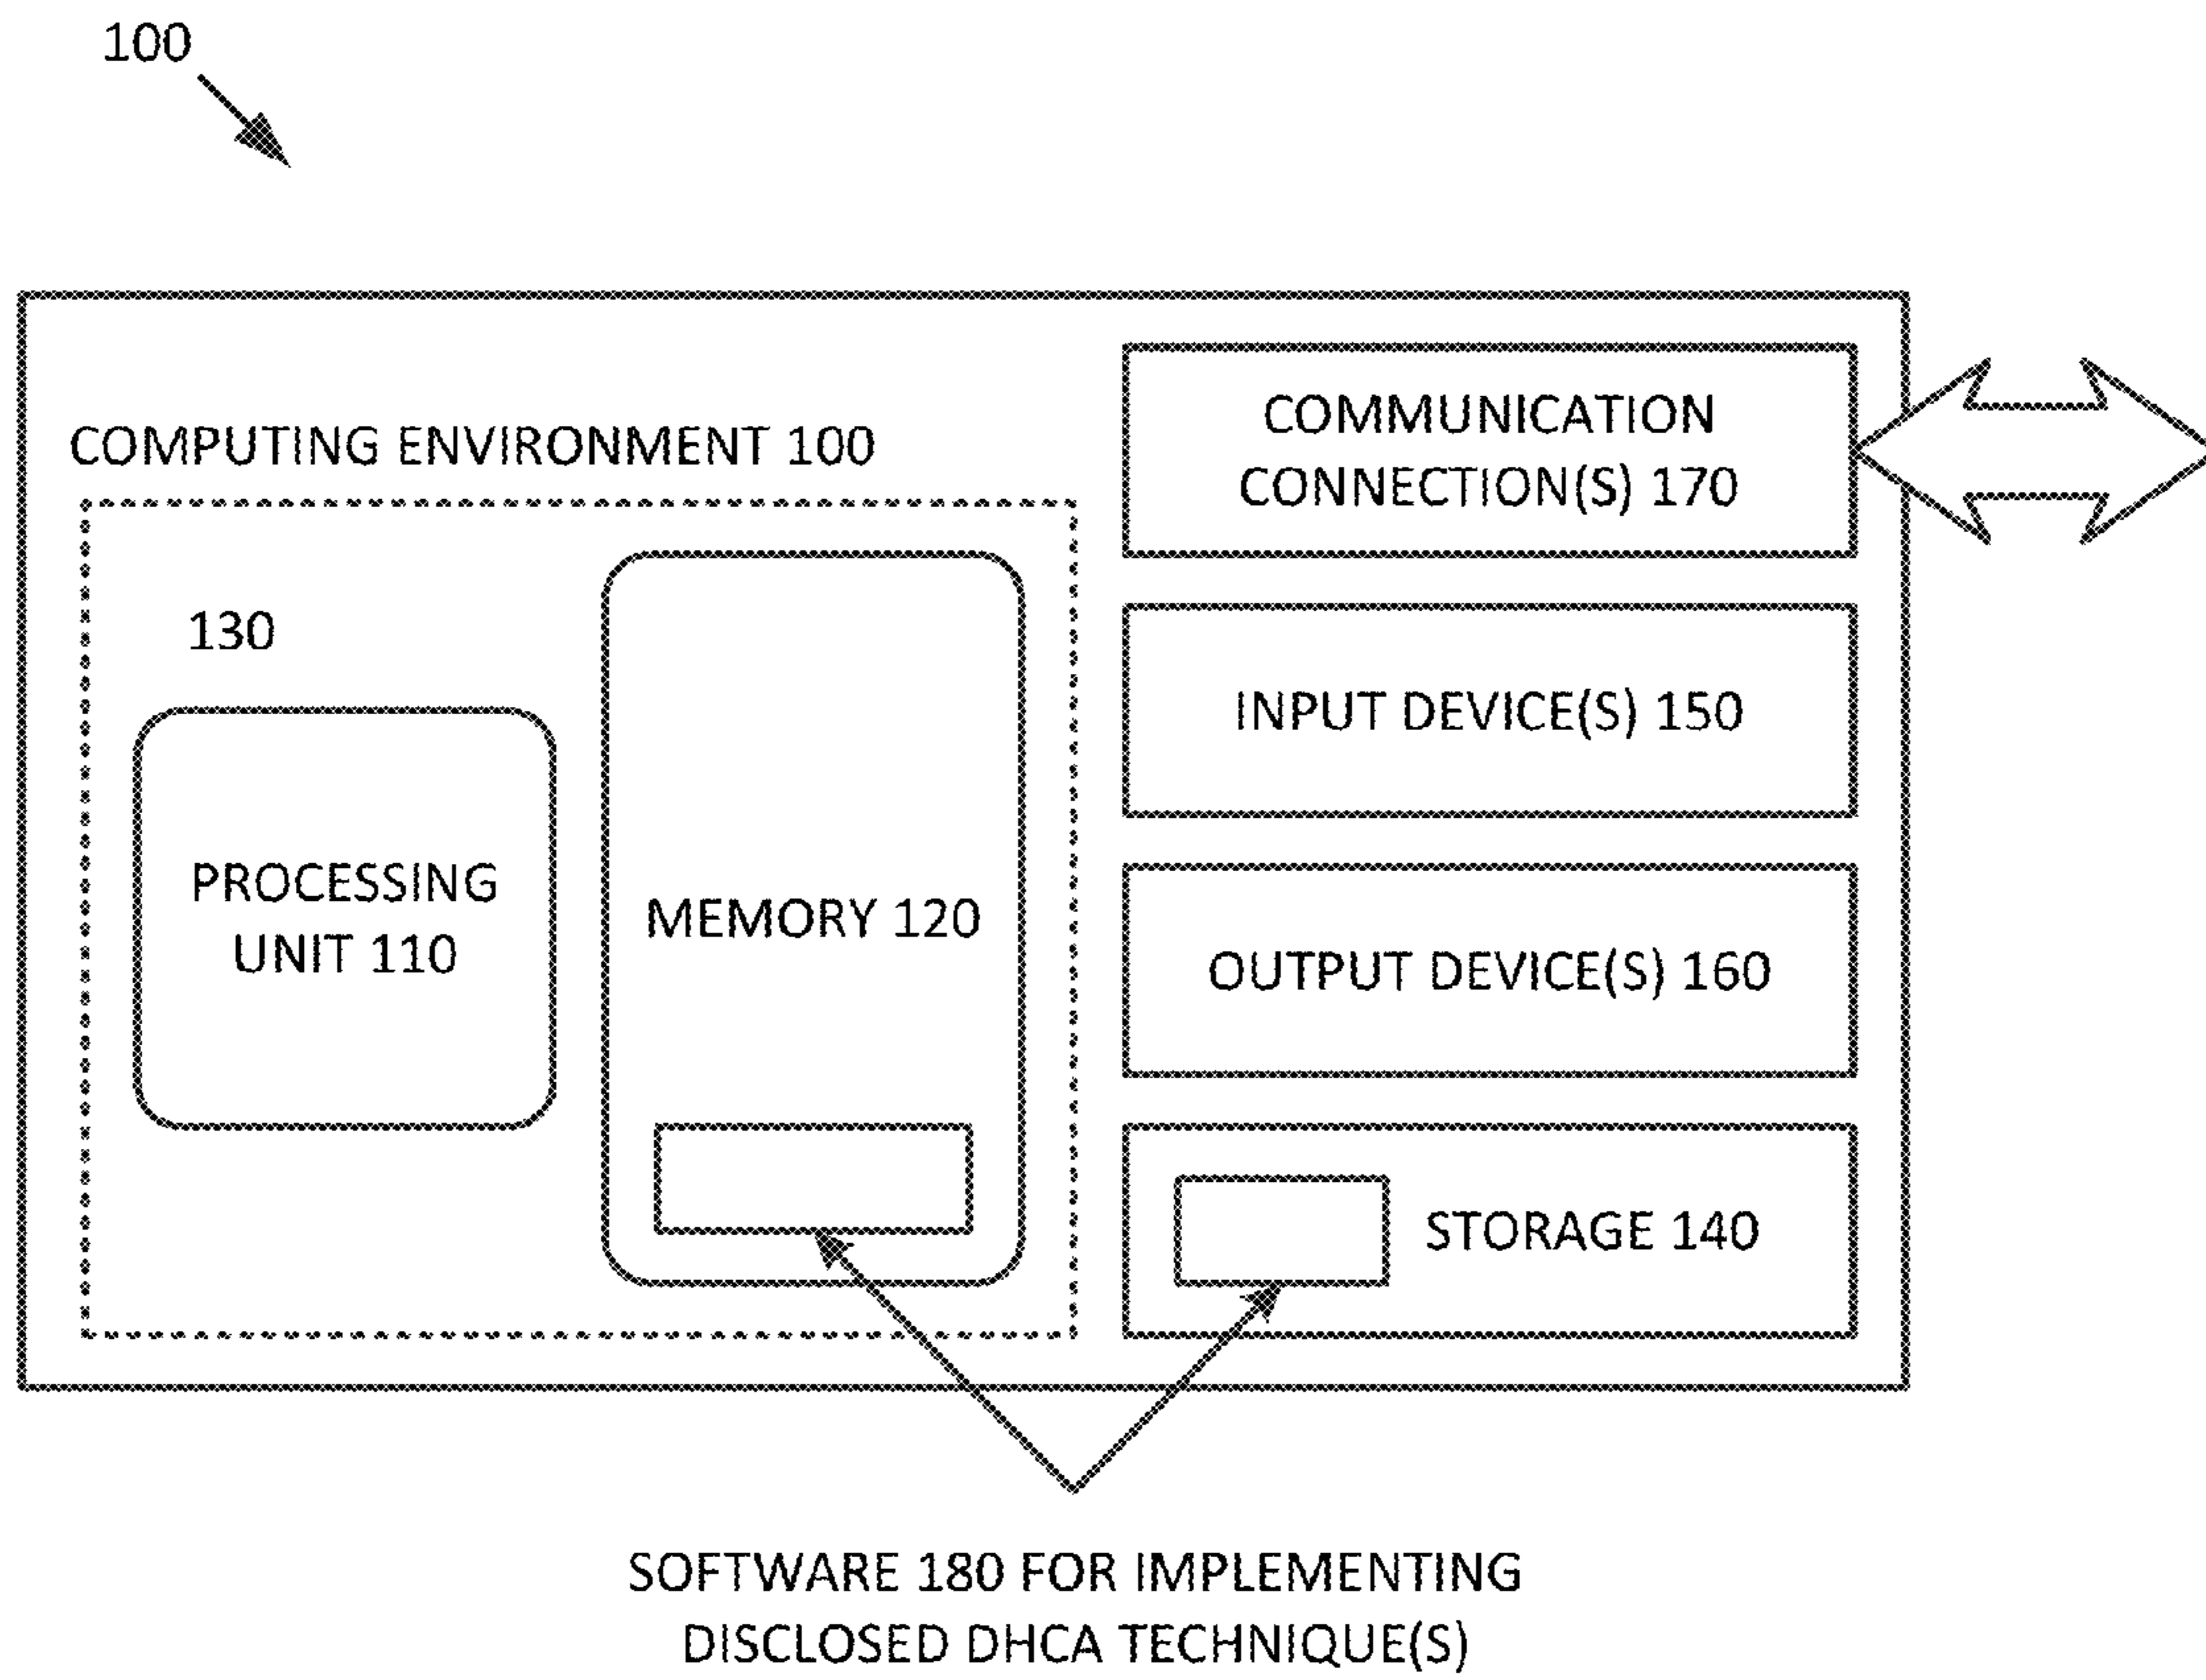 100
COMPUTING ENVIRONMENT 100
130
PROCESSING
UNIT 110
MEMORY 120
COMMUNICATION
CONNECTION(S) 170
INPUT DEVICE(S) 150
OUTPUT DEVICE(S) 160
STORAGE 140
SOFTWARE 180 FOR IMPLEMENTING
DISCLOSED DHCA TECHNIQUE(S)